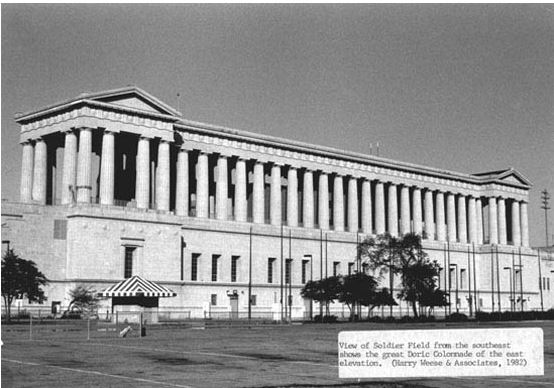 View of Soldier Field from the southeast
shows the great Doric Colonnade of the east
elevation. (Harry Weese & Associates, 1982)